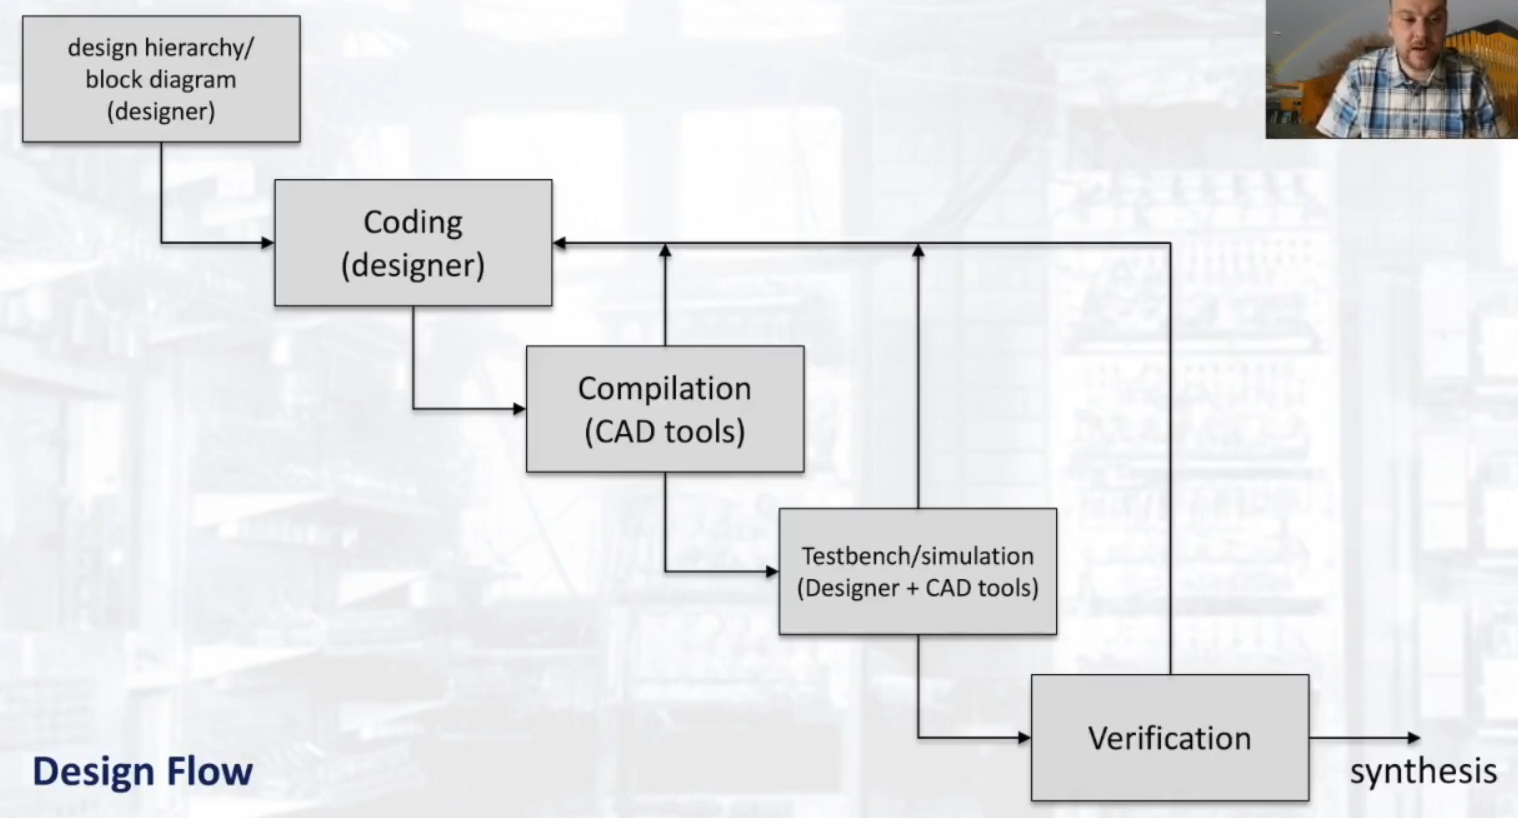 design hierarchy/
block diagram
(designer)
Coding
(designer)
Compilation
(CAD tools)
Testbench/simulation
(Designer + CAD tools)
Verification
synthesis
Design Flow